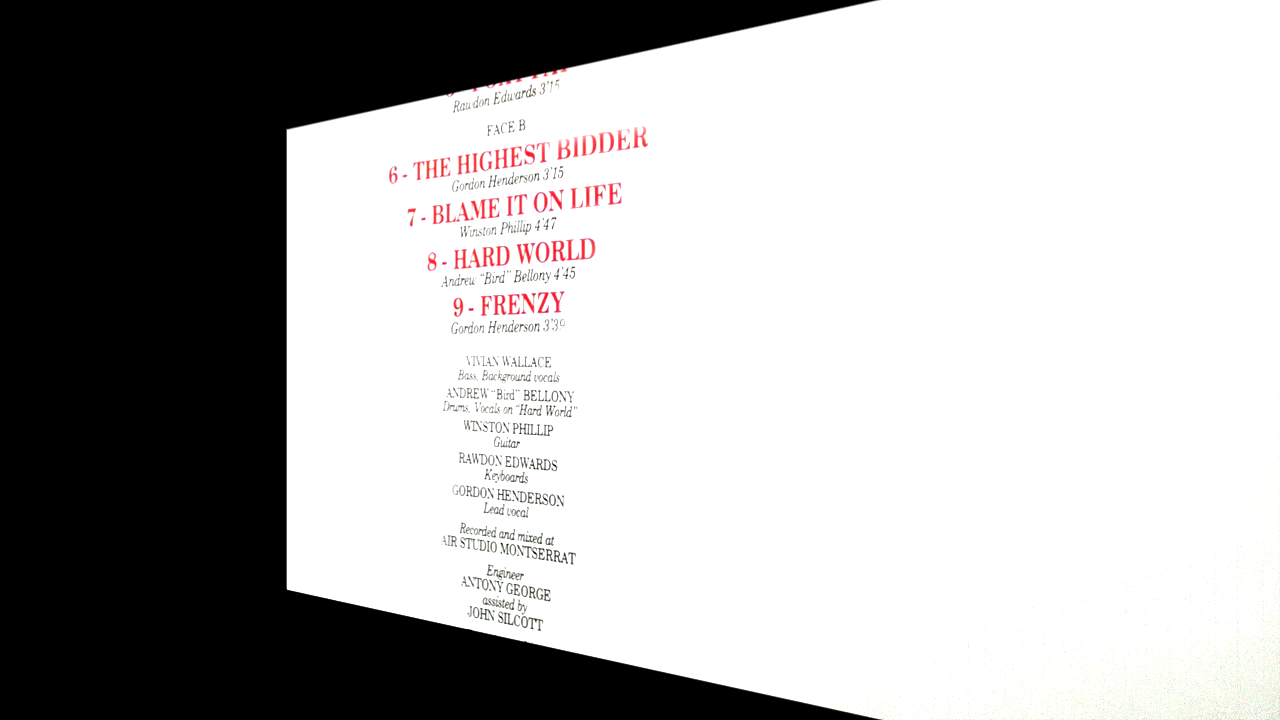 Rawdon Edwards 3'15
FACE B
6 - THE HIGHEST BIDDER
Gordon Henderson 3'15
7 - BLAME IT ON LIFE
Winston Phillip 4'47
8 - HARD WORLD
Andrew "Bird" Bellony 4'45
9 - FRENZY
Gordon Henderson 3'39
VIVIAN WALLACE
Bass, Background vocals
ANDREW "Bird" BELLONY
Drums, Vocals on "Hard World"
WINSTON PHILLIP
Guitar
RAWDON EDWARDS
Keyboards
GORDON HENDERSON
Lead vocal
Recorded and mixed at
AIR STUDIO MONTSERRAT
Engineer
ANTONY GEORGE
assisted by
JOHN SILCOTT